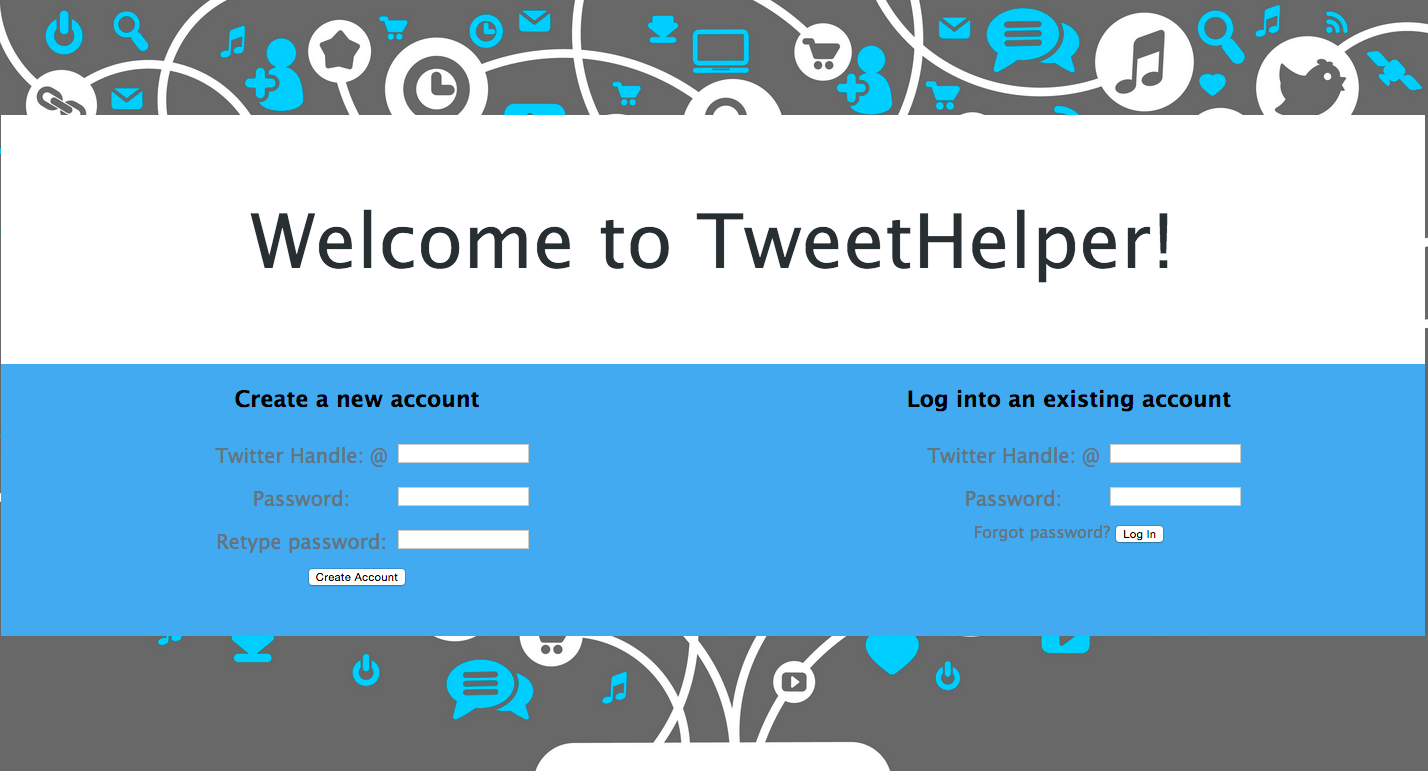 Welcome to TweetHelper!
Create a new account
Twitter Handle: @
Password:
Retype password:
Create Account
Log into an existing account
Twitter Handle: @
Password:
Forgot password? Log In